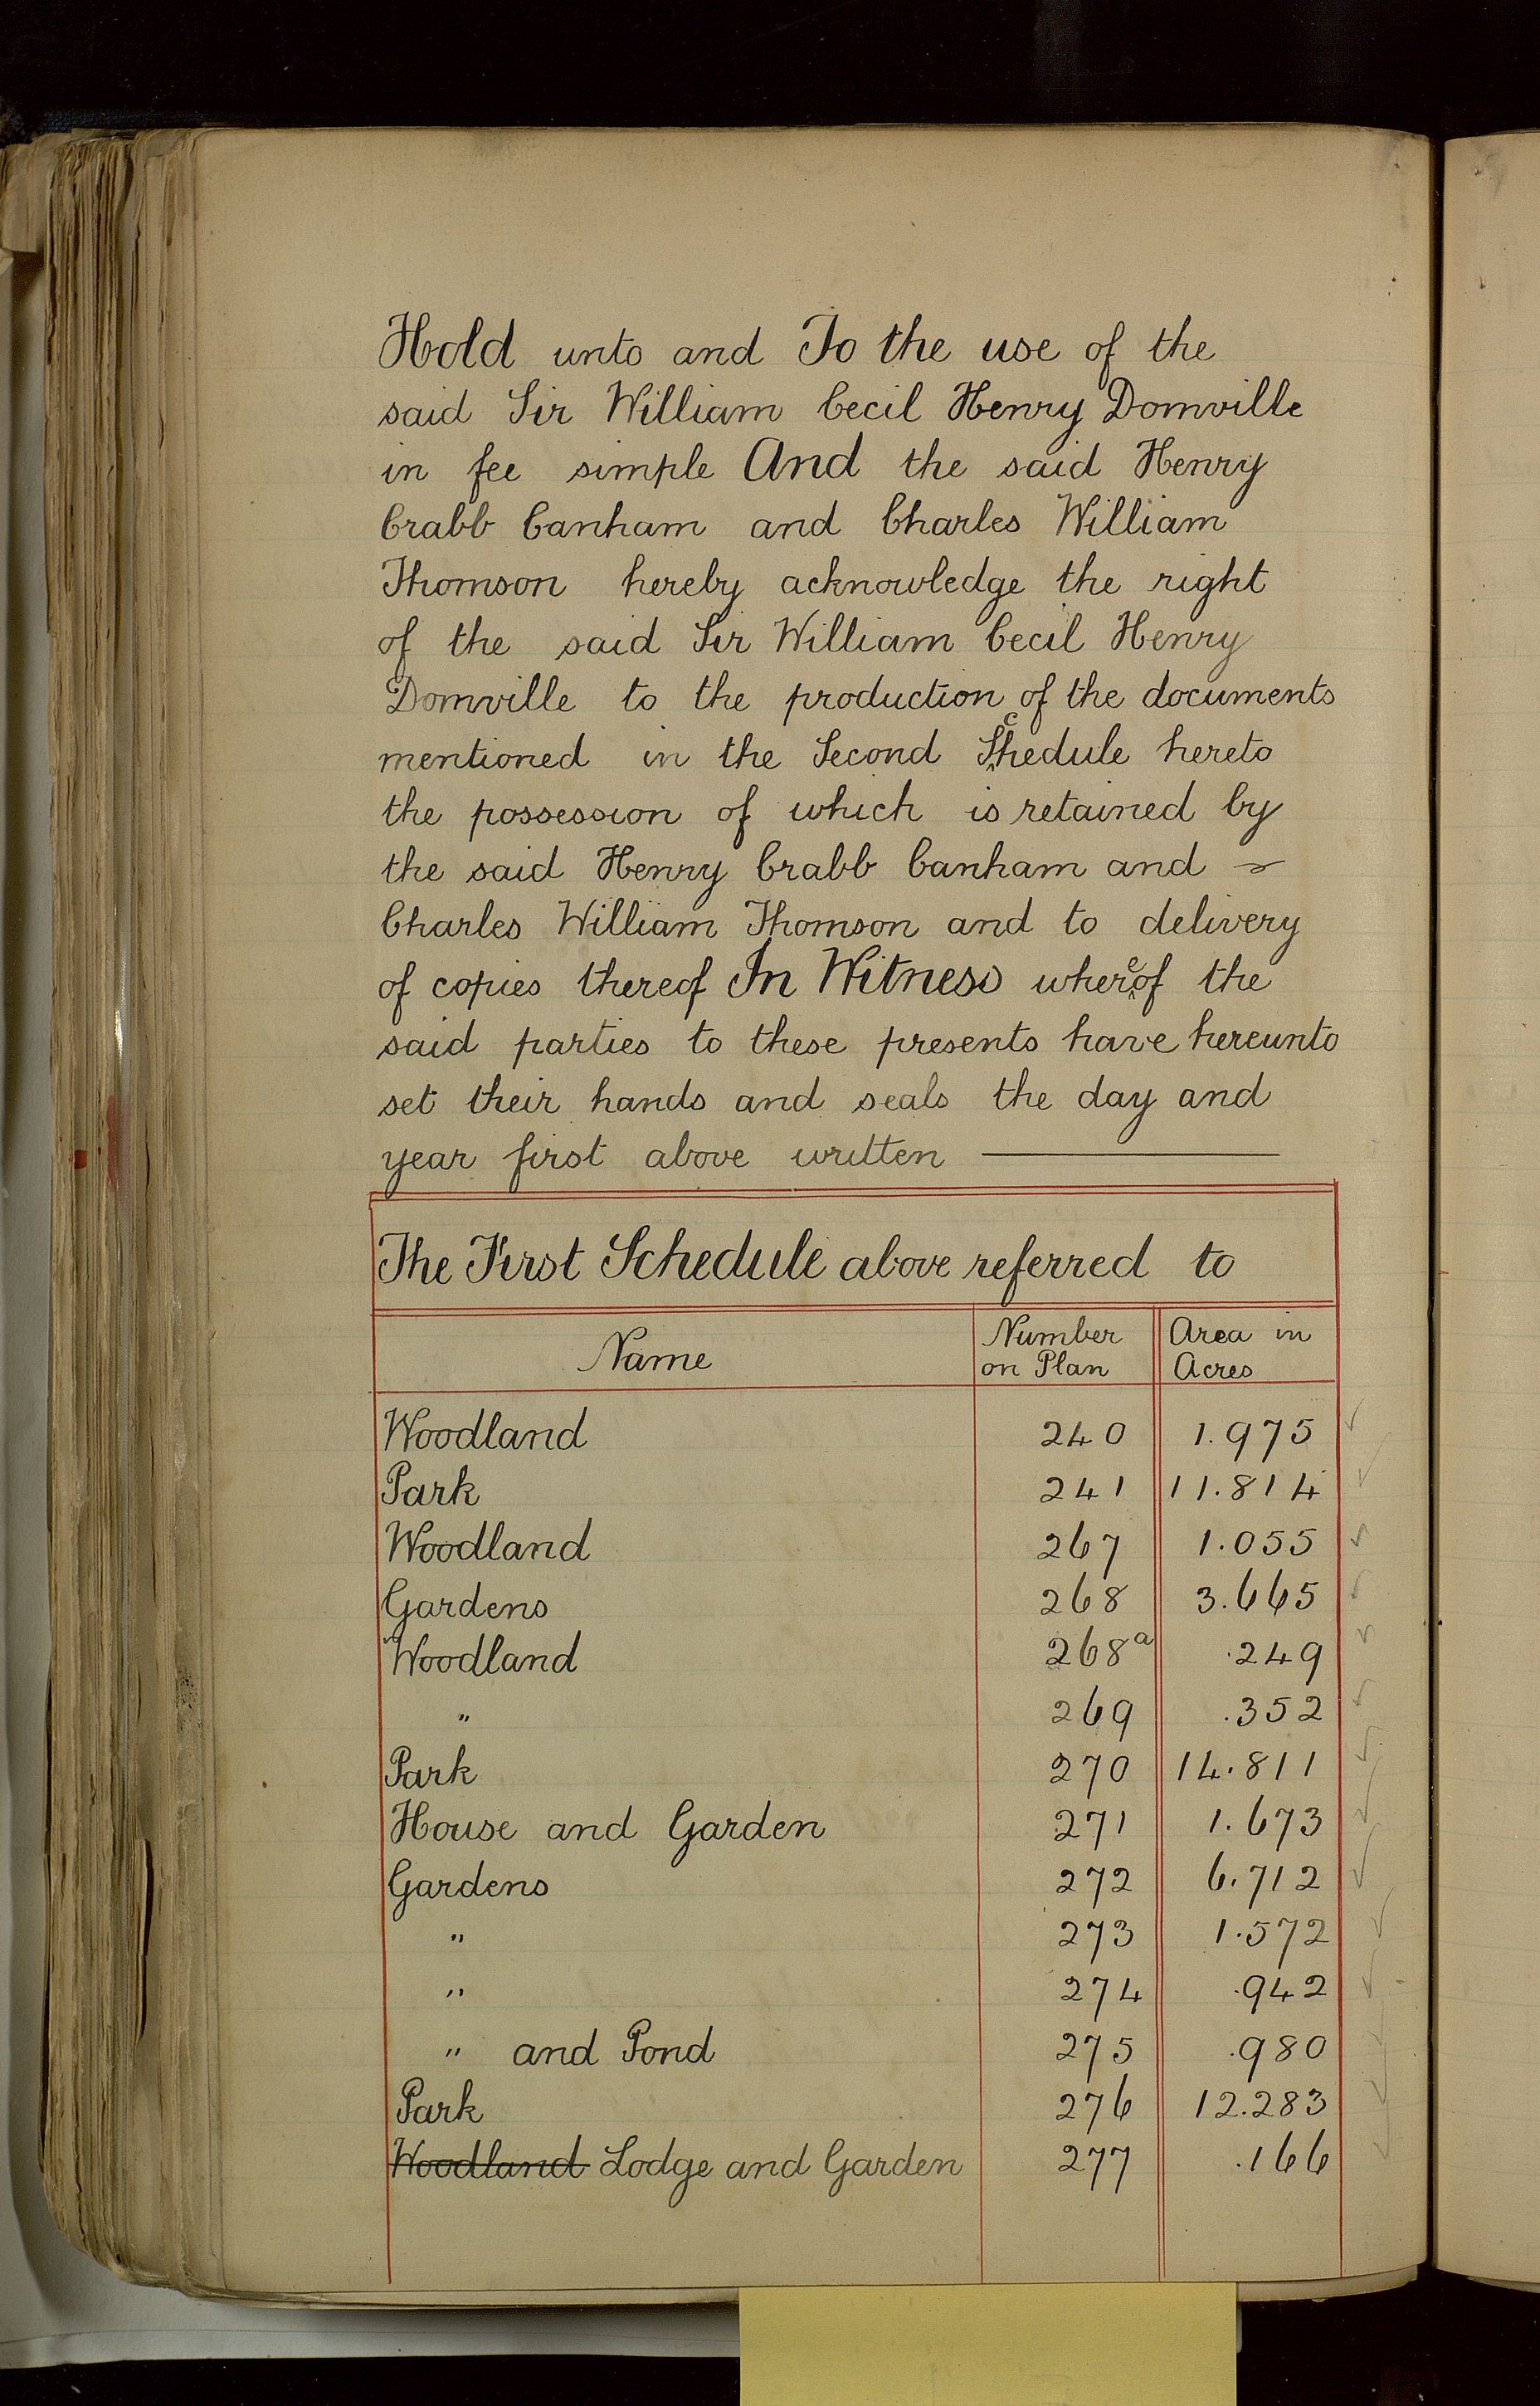 Hold unto and To the use of the
said Sir William Cecil Henry Domville
in fee simple And the said Henry
Crabb Canham and Charles William
Thomson hereby acknowledge the right
of the said Sir William Cecil Henry
Domville to the production of the documents
mentioned in the Second Schedule hereto
the possession of which is retained by
the said Henry Crabb Canham and
Charles William Thomson and to delivery
of copies thereof In Witness whereof the
said parties to these presents have hereunto
set their hands and seals the day and
year first above written
The First Schedule above referred to
Name Number on Plan Area in Acres
Woodland 240 1.975
Park 241 11.814
Woodland 267 1.055
Gardens 268 3.665
Woodland 268a .249
" 269 .352
Park 270 14.811
House and Garden 271 1.673
Gardens 272 6.712
" 273 1.572
" 274 .942
" and Pond 275 .980
Park 276 12.283
Woodland Lodge and Garden 277 .166